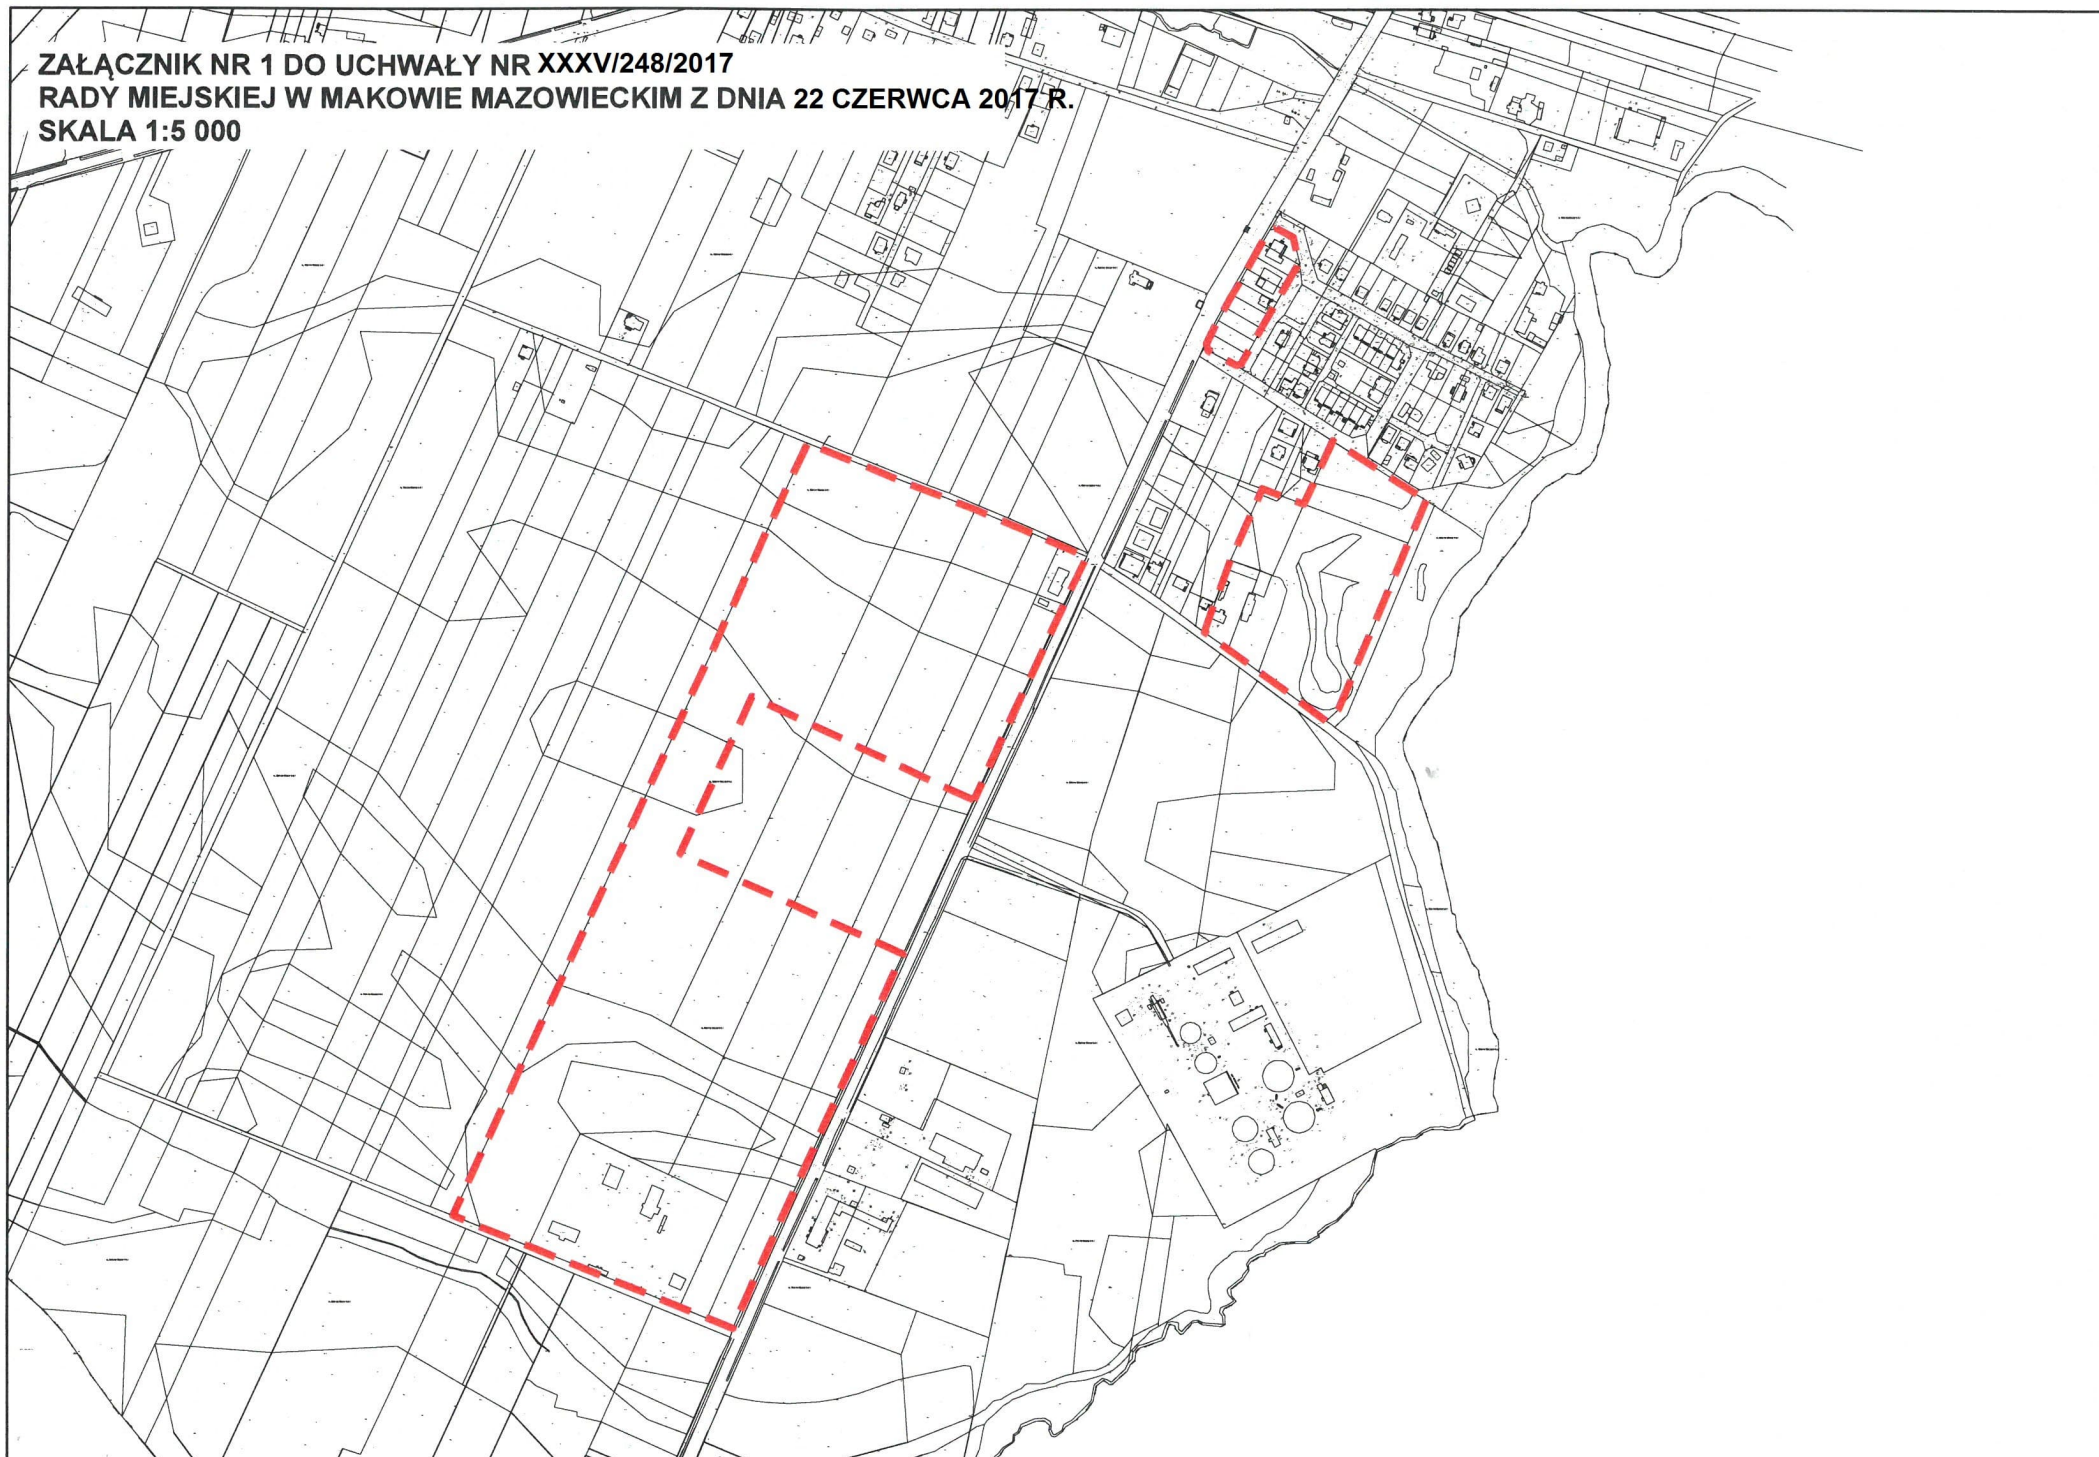 ZAŁĄCZNIK NR 1 DO UCHWAŁY NR XXXV/248/2017
RADY MIEJSKIEJ W MAKOWIE MAZOWIECKIM Z DNIA 22 CZERWCA 2017 R.
SKALA 1:5 000